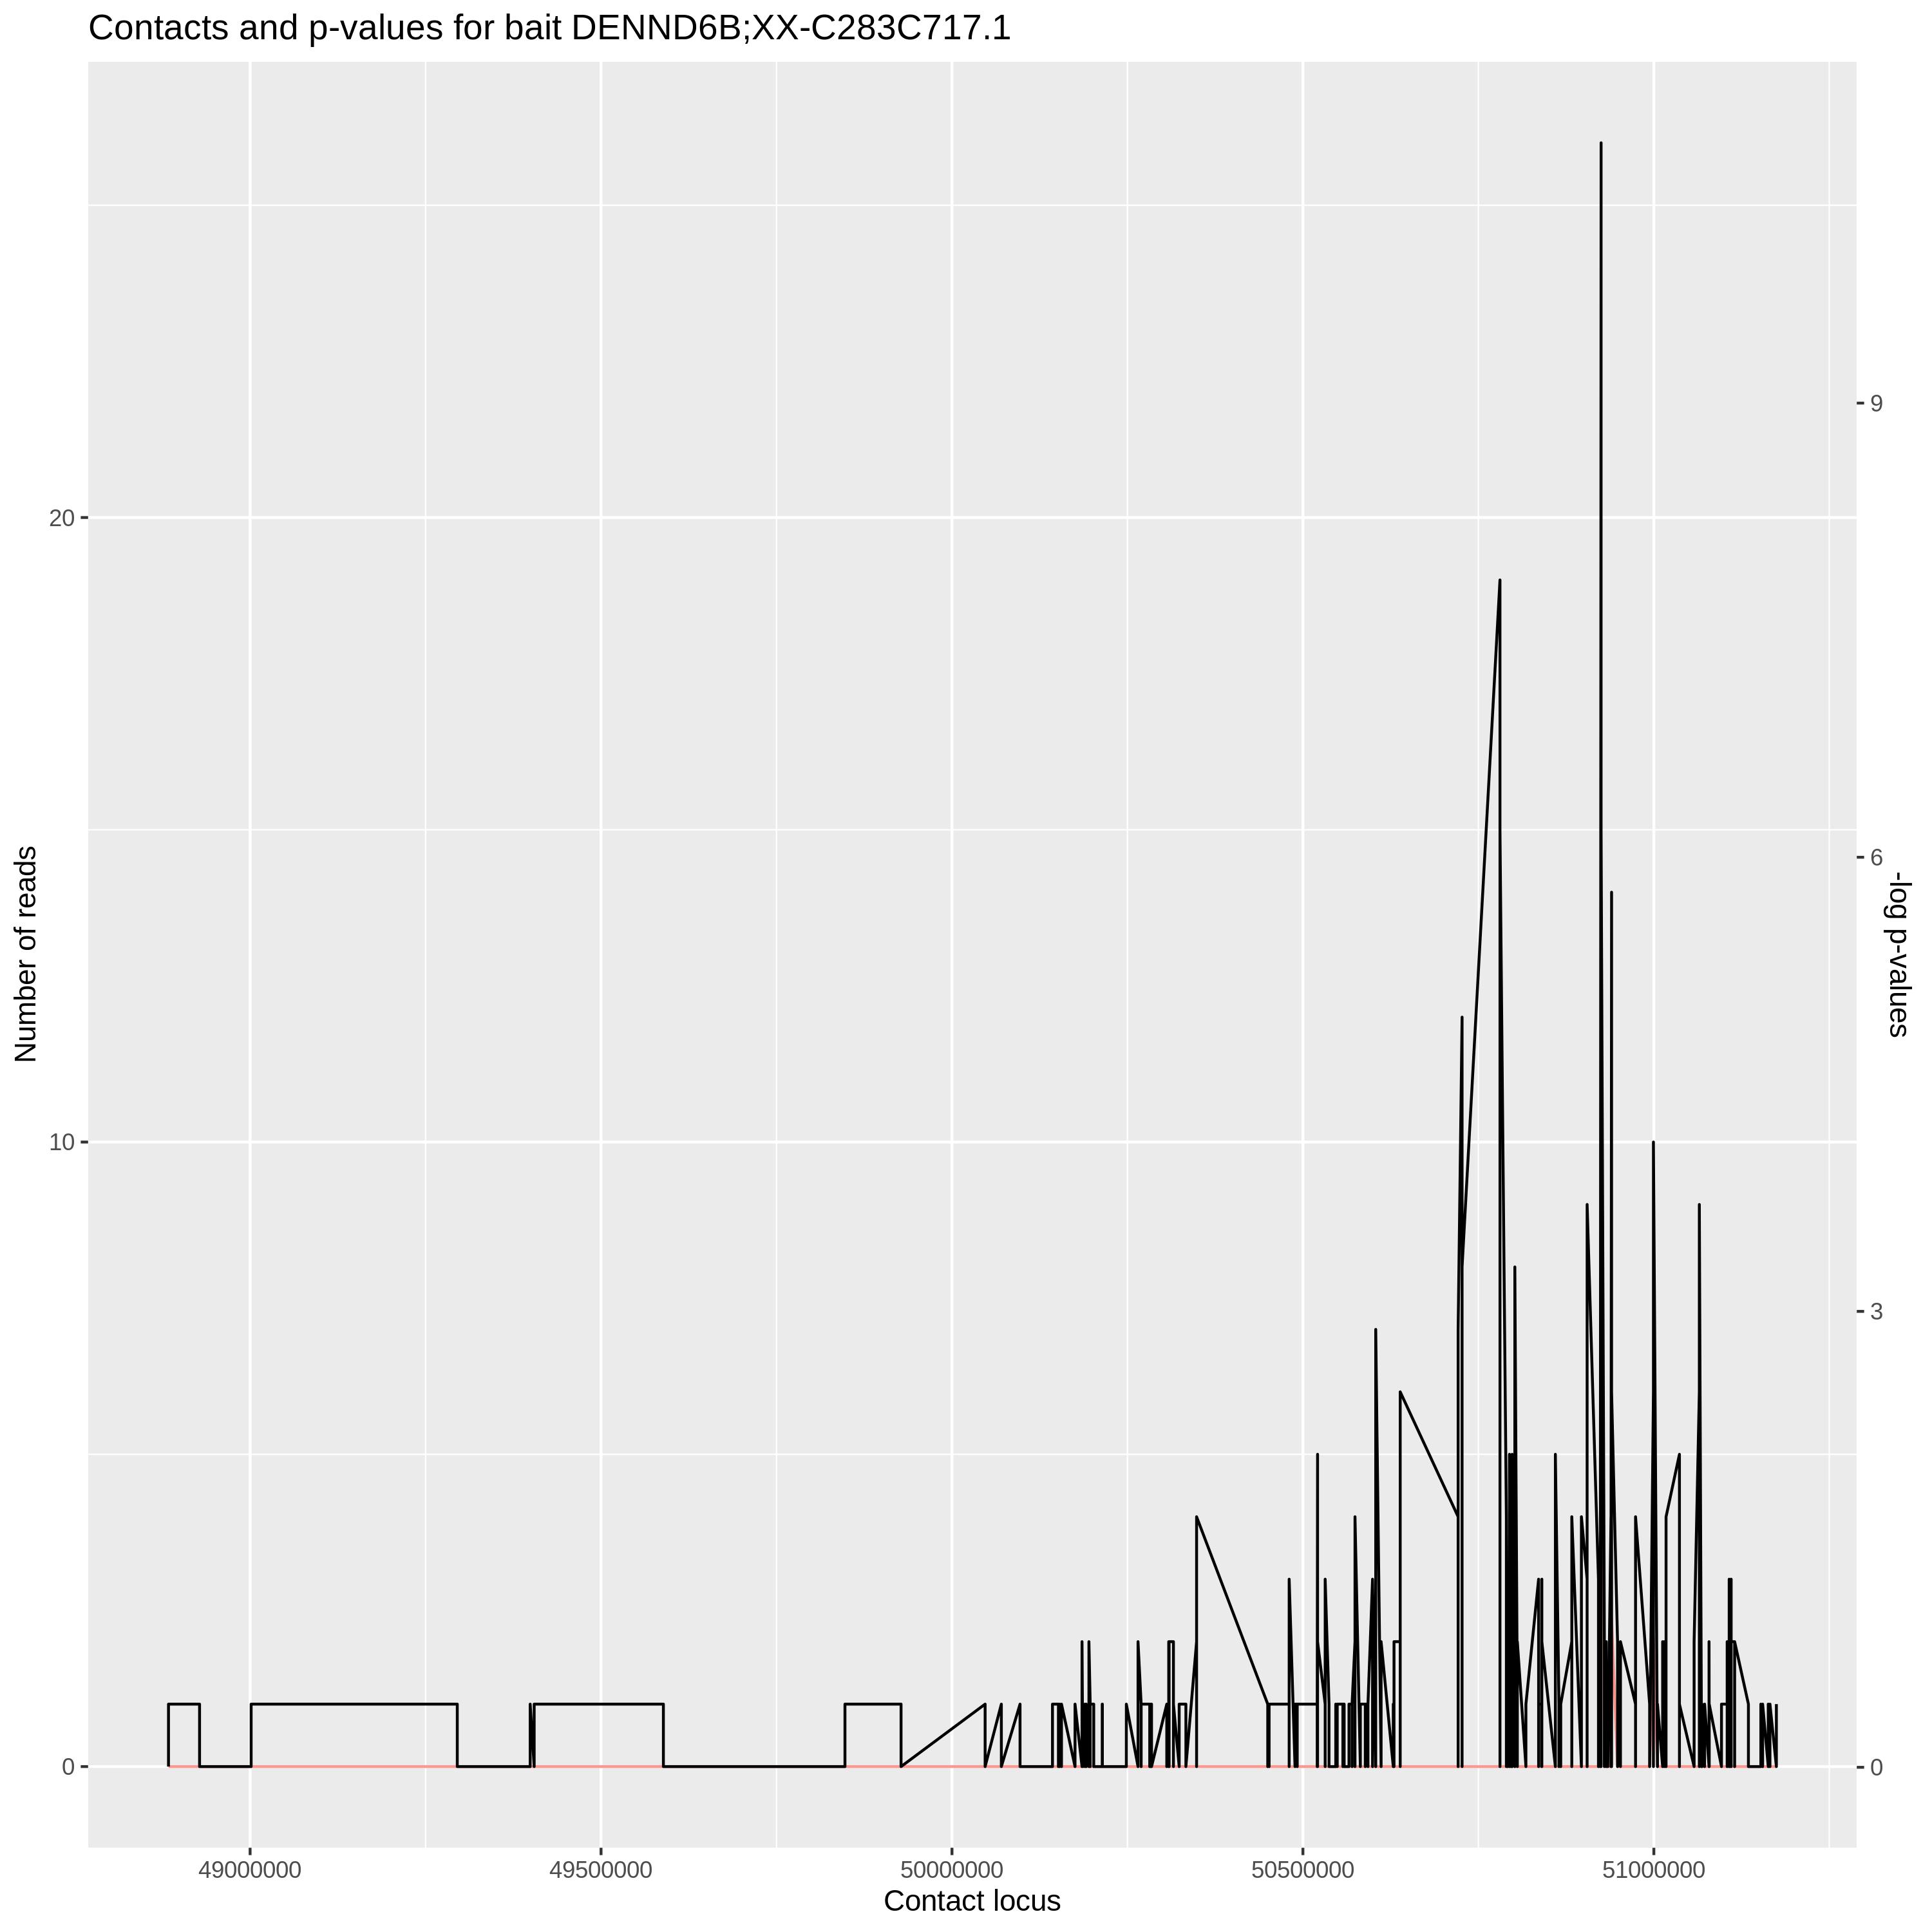 Contacts and p-values for bait DENND6B;XX-C283C717.1
Number of reads
20
10
0
9
6
3
0
-log p-values
49000000 49500000 50000000 50500000 51000000
Contact locus